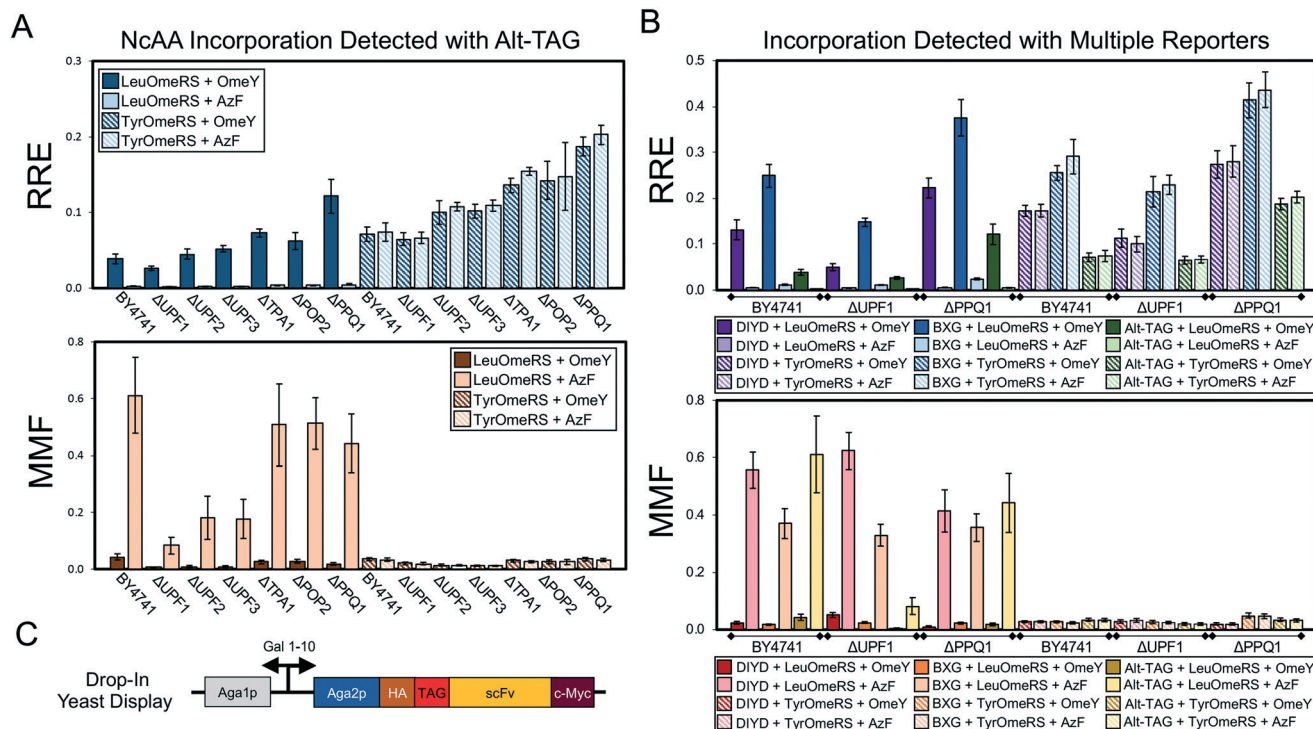 A
NcAA Incorporation Detected with Alt-TAG
RRE
0.3
0.2
0.1
0.0
LeuOmeRS + OmeY
LeuOmeRS + AzF
TyrOmeRS + OmeY
TyrOmeRS + AzF
BY4741
ΔUPF1
ΔUPF2
ΔUPF3
ΔTPA1
ΔPOP2
ΔPPQ1
BY4741
ΔUPF1
ΔUPF2
ΔUPF3
ΔTPA1
ΔPOP2
ΔPPQ1
MMF
0.8
0.6
0.4
0.2
0.0
LeuOmeRS + OmeY
LeuOmeRS + AzF
TyrOmeRS + OmeY
TyrOmeRS + AzF
BY4741
ΔUPF1
ΔUPF2
ΔUPF3
ΔTPA1
ΔPOP2
ΔPPQ1
BY4741
ΔUPF1
ΔUPF2
ΔUPF3
ΔTPA1
ΔPOP2
ΔPPQ1
B
Incorporation Detected with Multiple Reporters
RRE
0.5
0.4
0.3
0.2
0.1
0.0
BY4741 ΔUPF1 ΔPPQ1 BY4741 ΔUPF1 ΔPPQ1
DIYD + LeuOmeRS + OmeY BXG + LeuOmeRS + OmeY Alt-TAG + LeuOmeRS + OmeY
DIYD + LeuOmeRS + AzF BXG + LeuOmeRS + AzF Alt-TAG + LeuOmeRS + AzF
DIYD + TyrOmeRS + OmeY BXG + TyrOmeRS + OmeY Alt-TAG + TyrOmeRS + OmeY
DIYD + TyrOmeRS + AzF BXG + TyrOmeRS + AzF Alt-TAG + TyrOmeRS + AzF
MMF
0.8
0.6
0.4
0.2
0.0
BY4741 ΔUPF1 ΔPPQ1 BY4741 ΔUPF1 ΔPPQ1
DIYD + LeuOmeRS + OmeY BXG + LeuOmeRS + OmeY Alt-TAG + LeuOmeRS + OmeY
DIYD + LeuOmeRS + AzF BXG + LeuOmeRS + AzF Alt-TAG + LeuOmeRS + AzF
DIYD + TyrOmeRS + OmeY BXG + TyrOmeRS + OmeY Alt-TAG + TyrOmeRS + OmeY
DIYD + TyrOmeRS + AzF BXG + TyrOmeRS + AzF Alt-TAG + TyrOmeRS + AzF
C
Drop-In
Yeast Display
Gal 1-10
Aga1p Aga2p HA TAG scFv c-Myc